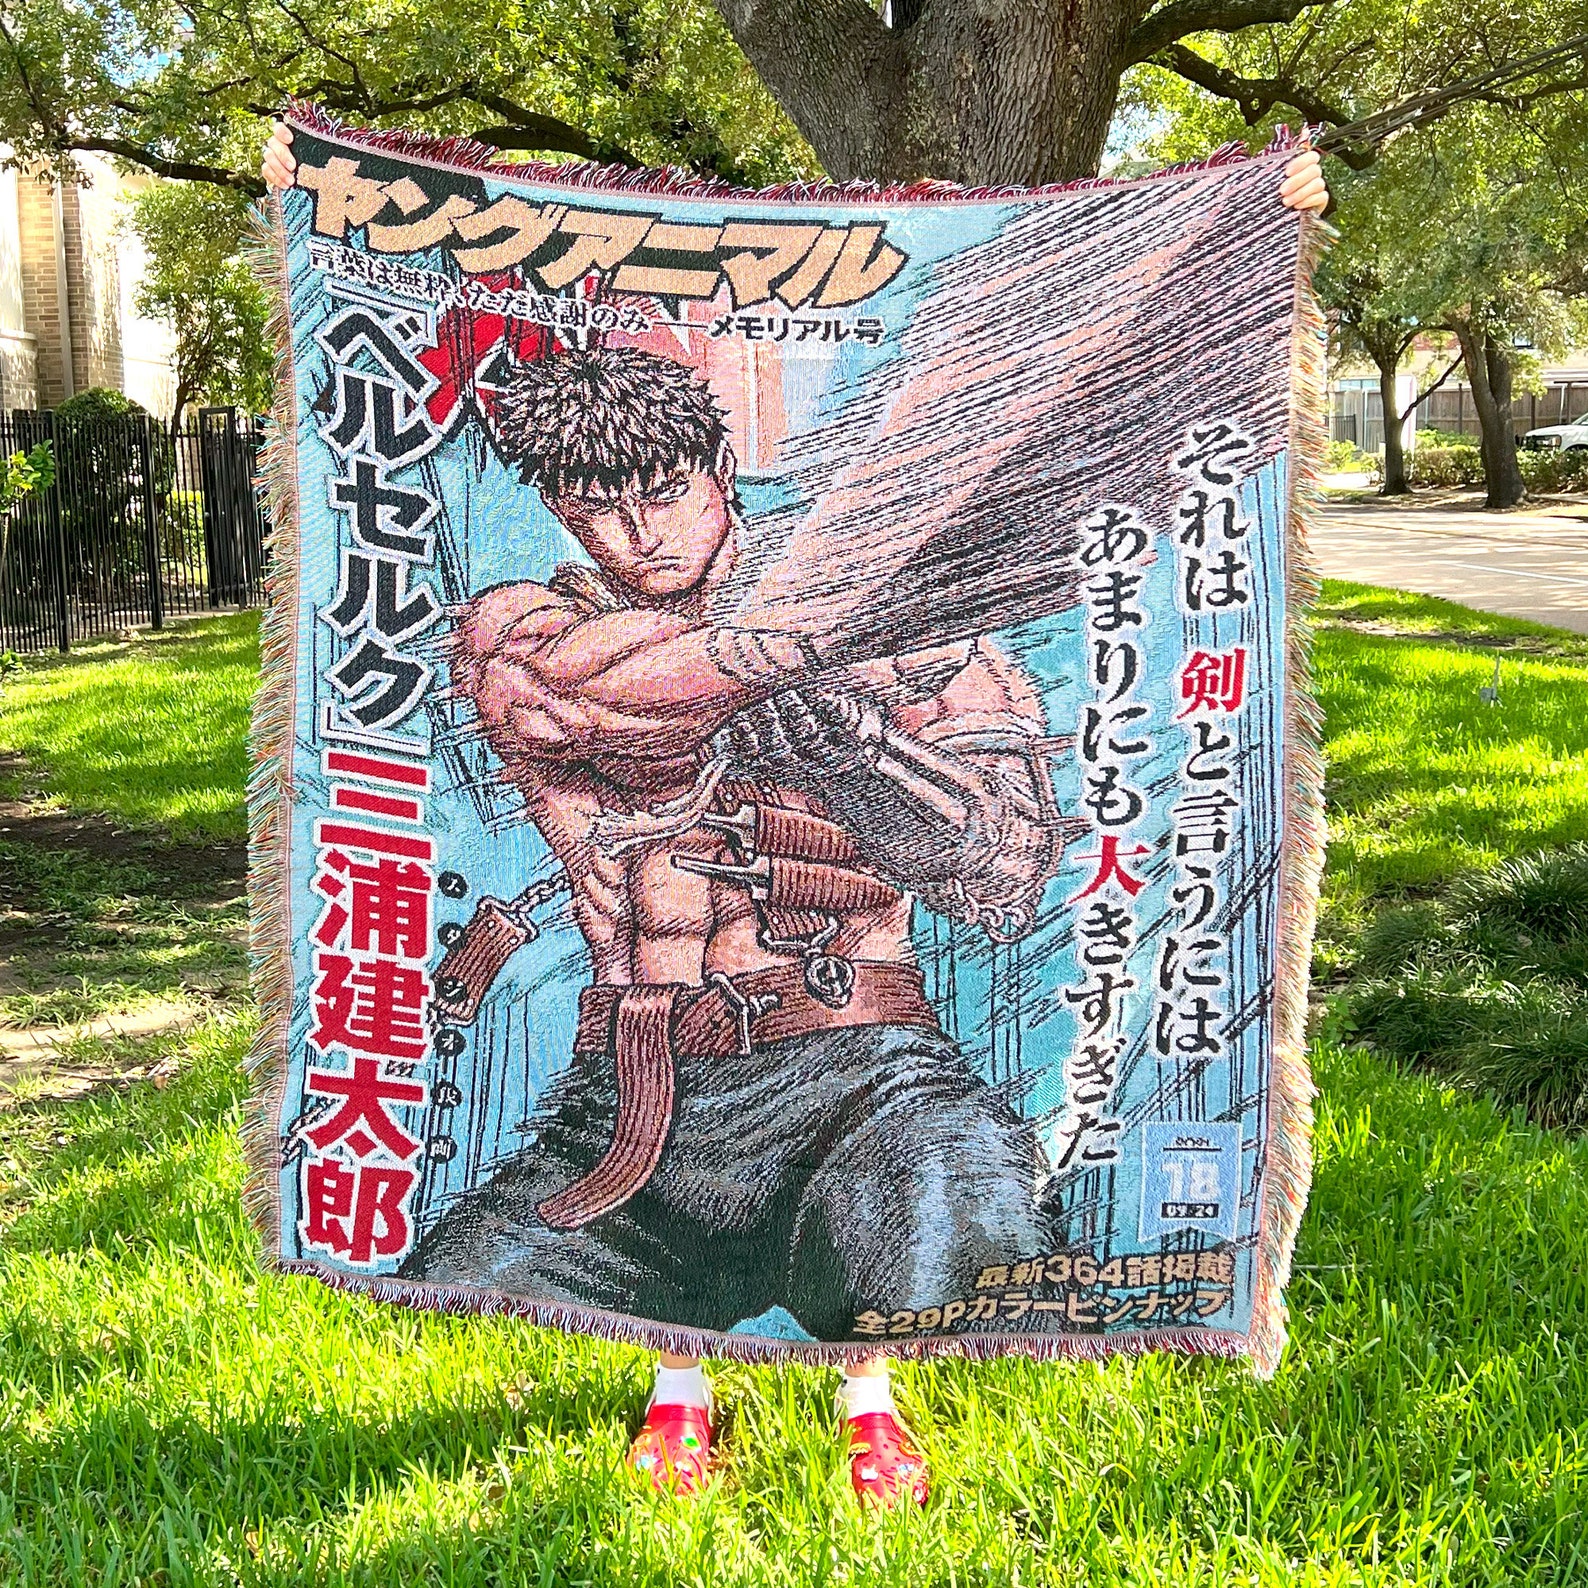 ヤングアニマル
言葉は無粋、ただ感謝のみ――メモリアル号
「ベルセルク」三浦建太郎
それは 剣と言うには
あまりにも大きすぎた
2021
18
09.24
最新364話掲載
全29Pカラーピンナップ